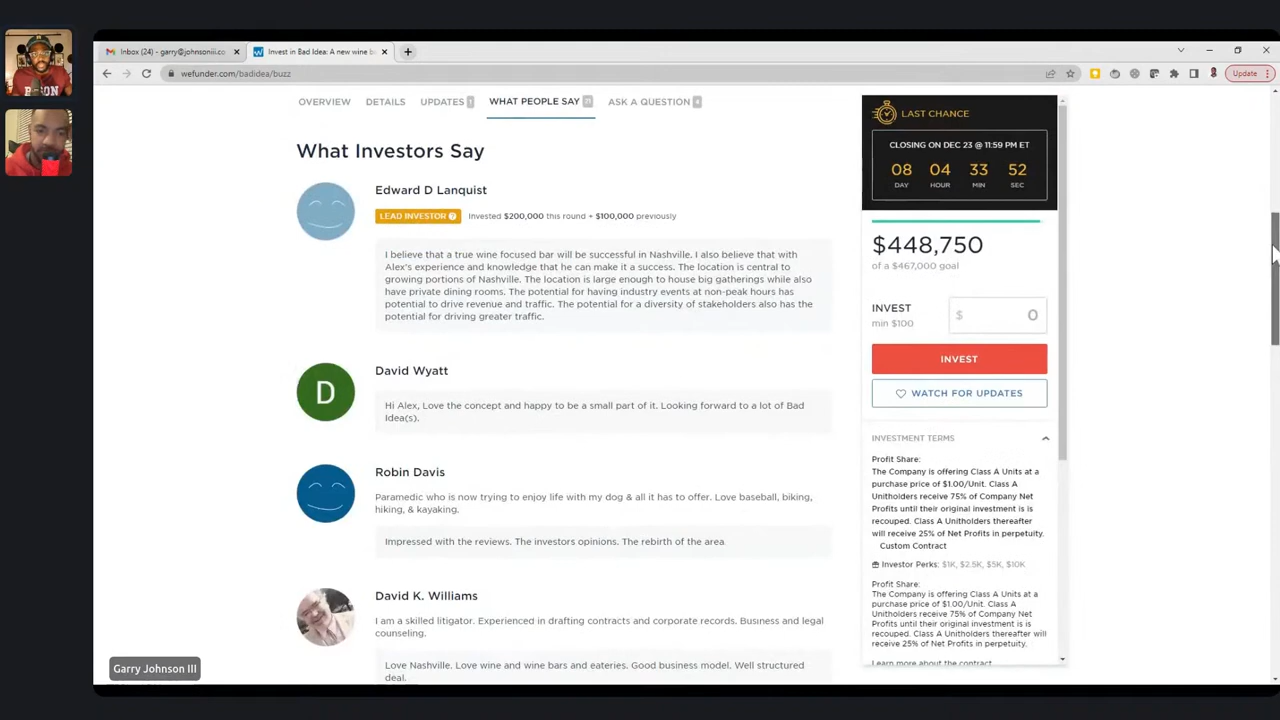 Inbox (24) - garry@johnsoniii.co
Invest in Bad Idea: A new wine b
wefunder.com/badidea/buzz
Update
OVERVIEW
DETAILS
UPDATES 1
WHAT PEOPLE SAY
ASK A QUESTION
What Investors Say
Edward D Lanquist
LEAD INVESTOR
Invested $200,000 this round + $100,000 previously
I believe that a true wine focused bar will be successful in Nashville. I also believe that with
Alex's experience and knowledge that he can make it a success. The location is central to
growing portions of Nashville. The location is large enough to house big gatherings while also
have private dining rooms. The potential for having industry events at non-peak hours has
potential to drive revenue and traffic. The potential for a diversity of stakeholders also has the
potential for driving greater traffic.
David Wyatt
D
Hi Alex, Love the concept and happy to be a small part of it. Looking forward to a lot of Bad
Idea(s).
Robin Davis
Paramedic who is now trying to enjoy life with my dog & all it has to offer. Love baseball, biking,
hiking, & kayaking.
Impressed with the reviews. The investors opinions. The rebirth of the area.
David K. Williams
I am a skilled litigator. Experienced in drafting contracts and corporate records. Business and legal
counseling.
Love Nashville. Love wine and wine bars and eateries. Good business model. Well structured
deal.
LAST CHANCE
CLOSING ON DEC 23 @ 11:59 PM ET
08 04 33 52
DAY HOUR MIN SEC
$448,750
of a $467,000 goal
INVEST
min $100
$ 0
INVEST
WATCH FOR UPDATES
INVESTMENT TERMS
Profit Share:
The Company is offering Class A Units at a
purchase price of $1.00/Unit. Class A
Unitholders receive 75% of Company Net
Profits until their original investment is is
recouped. Class A Unitholders thereafter
will receive 25% of Net Profits in perpetuity.
Custom Contract
Investor Perks: $1K, $2.5K, $5K, $10K
Profit Share:
The Company is offering Class A Units at a
purchase price of $1.00/Unit. Class A
Unitholders receive 75% of Company Net
Profits until their original investment is is
recouped. Class A Unitholders thereafter will
receive 25% of Net Profits in perpetuity.
Learn more about the contract
Garry Johnson III